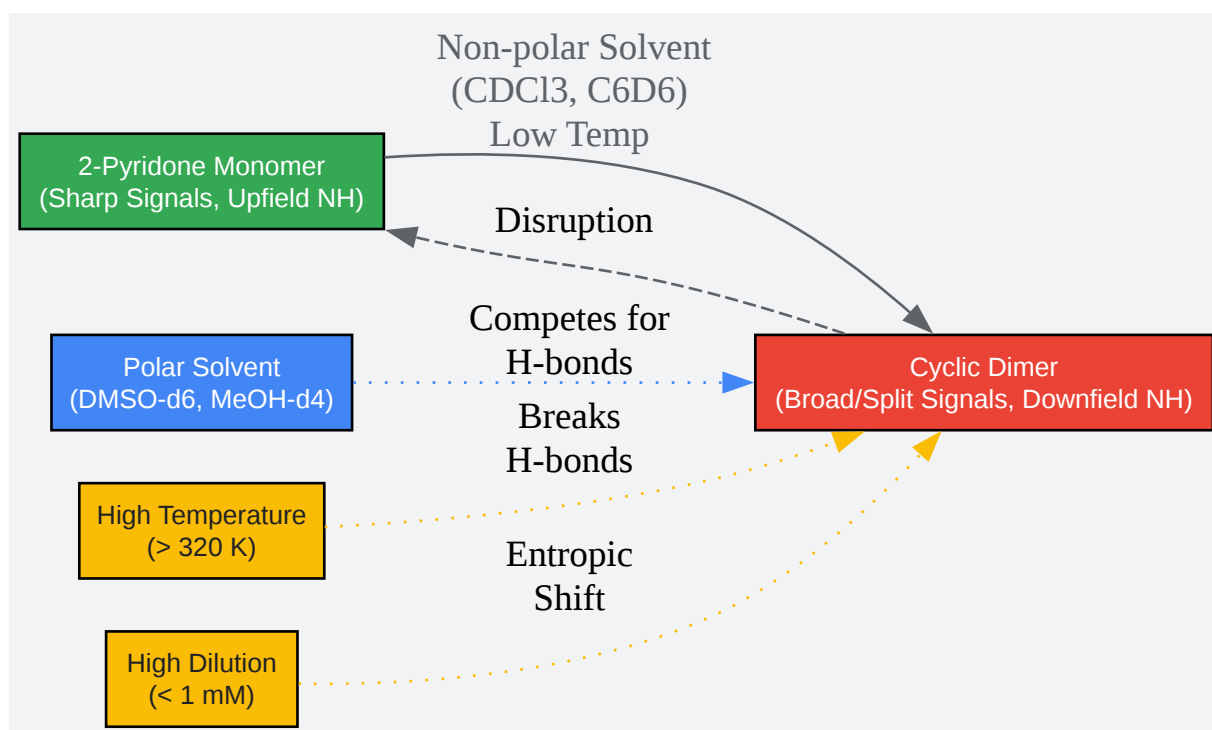 Non-polar Solvent
(CDCl3, C6D6)
Low Temp
2-Pyridone Monomer
(Sharp Signals, Upfield NH)
Disruption
Competes for
H-bonds
Polar Solvent
(DMSO-d6, MeOH-d4)
Cyclic Dimer
(Broad/Split Signals, Downfield NH)
Breaks
H-bonds
High Temperature
(> 320 K)
Entropic
Shift
High Dilution
(< 1 mM)